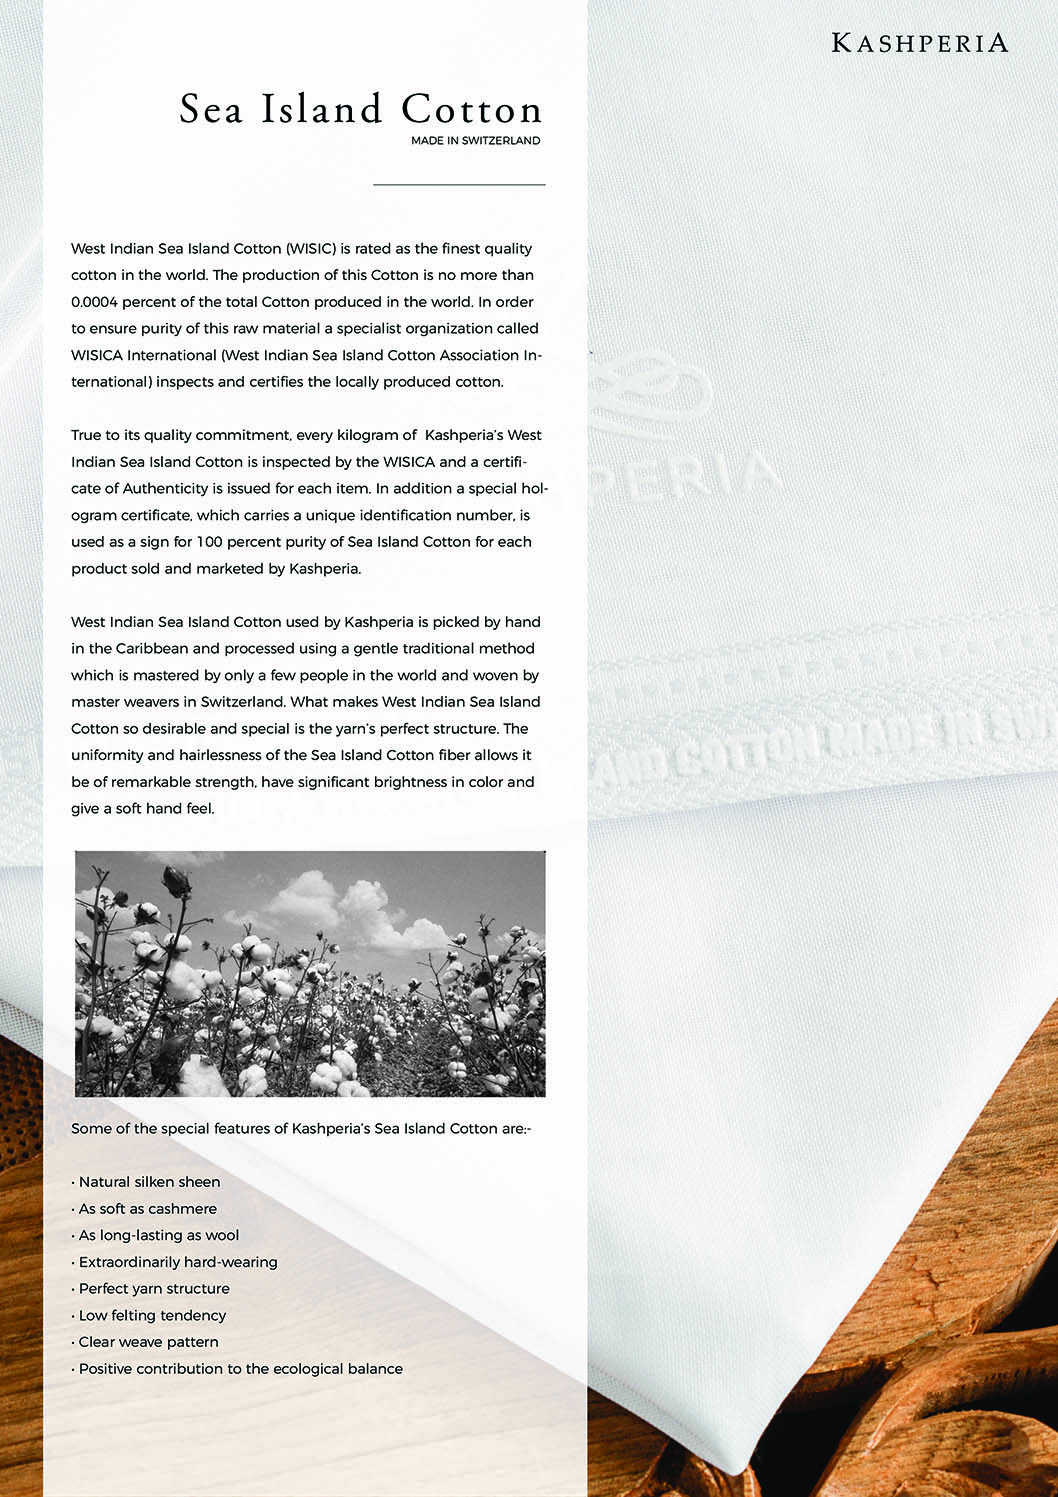 KASHPERIA
Sea Island Cotton
MADE IN SWITZERLAND
West Indian Sea Island Cotton (WISIC) is rated as the finest quality
cotton in the world. The production of this Cotton is no more than
0.0004 percent of the total Cotton produced in the world. In order
to ensure purity of this raw material a specialist organization called
WISICA International (West Indian Sea Island Cotton Association In-
ternational) inspects and certifies the locally produced cotton.
True to its quality commitment, every kilogram of Kashperia's West
Indian Sea Island Cotton is inspected by the WISICA and a certifi-
cate of Authenticity is issued for each item. In addition a special hol-
ogram certificate, which carries a unique identification number, is
used as a sign for 100 percent purity of Sea Island Cotton for each
product sold and marketed by Kashperia.
West Indian Sea Island Cotton used by Kashperia is picked by hand
in the Caribbean and processed using a gentle traditional method
which is mastered by only a few people in the world and woven by
master weavers in Switzerland. What makes West Indian Sea Island
Cotton so desirable and special is the yarn's perfect structure. The
uniformity and hairlessness of the Sea Island Cotton fiber allows it
be of remarkable strength, have significant brightness in color and
give a soft hand feel.
Some of the special features of Kashperia's Sea Island Cotton are:-
• Natural silken sheen
• As soft as cashmere
• As long-lasting as wool
• Extraordinarily hard-wearing
• Perfect yarn structure
• Low felting tendency
• Clear weave pattern
• Positive contribution to the ecological balance
PERIA
AND COTTON MADE IN SWI